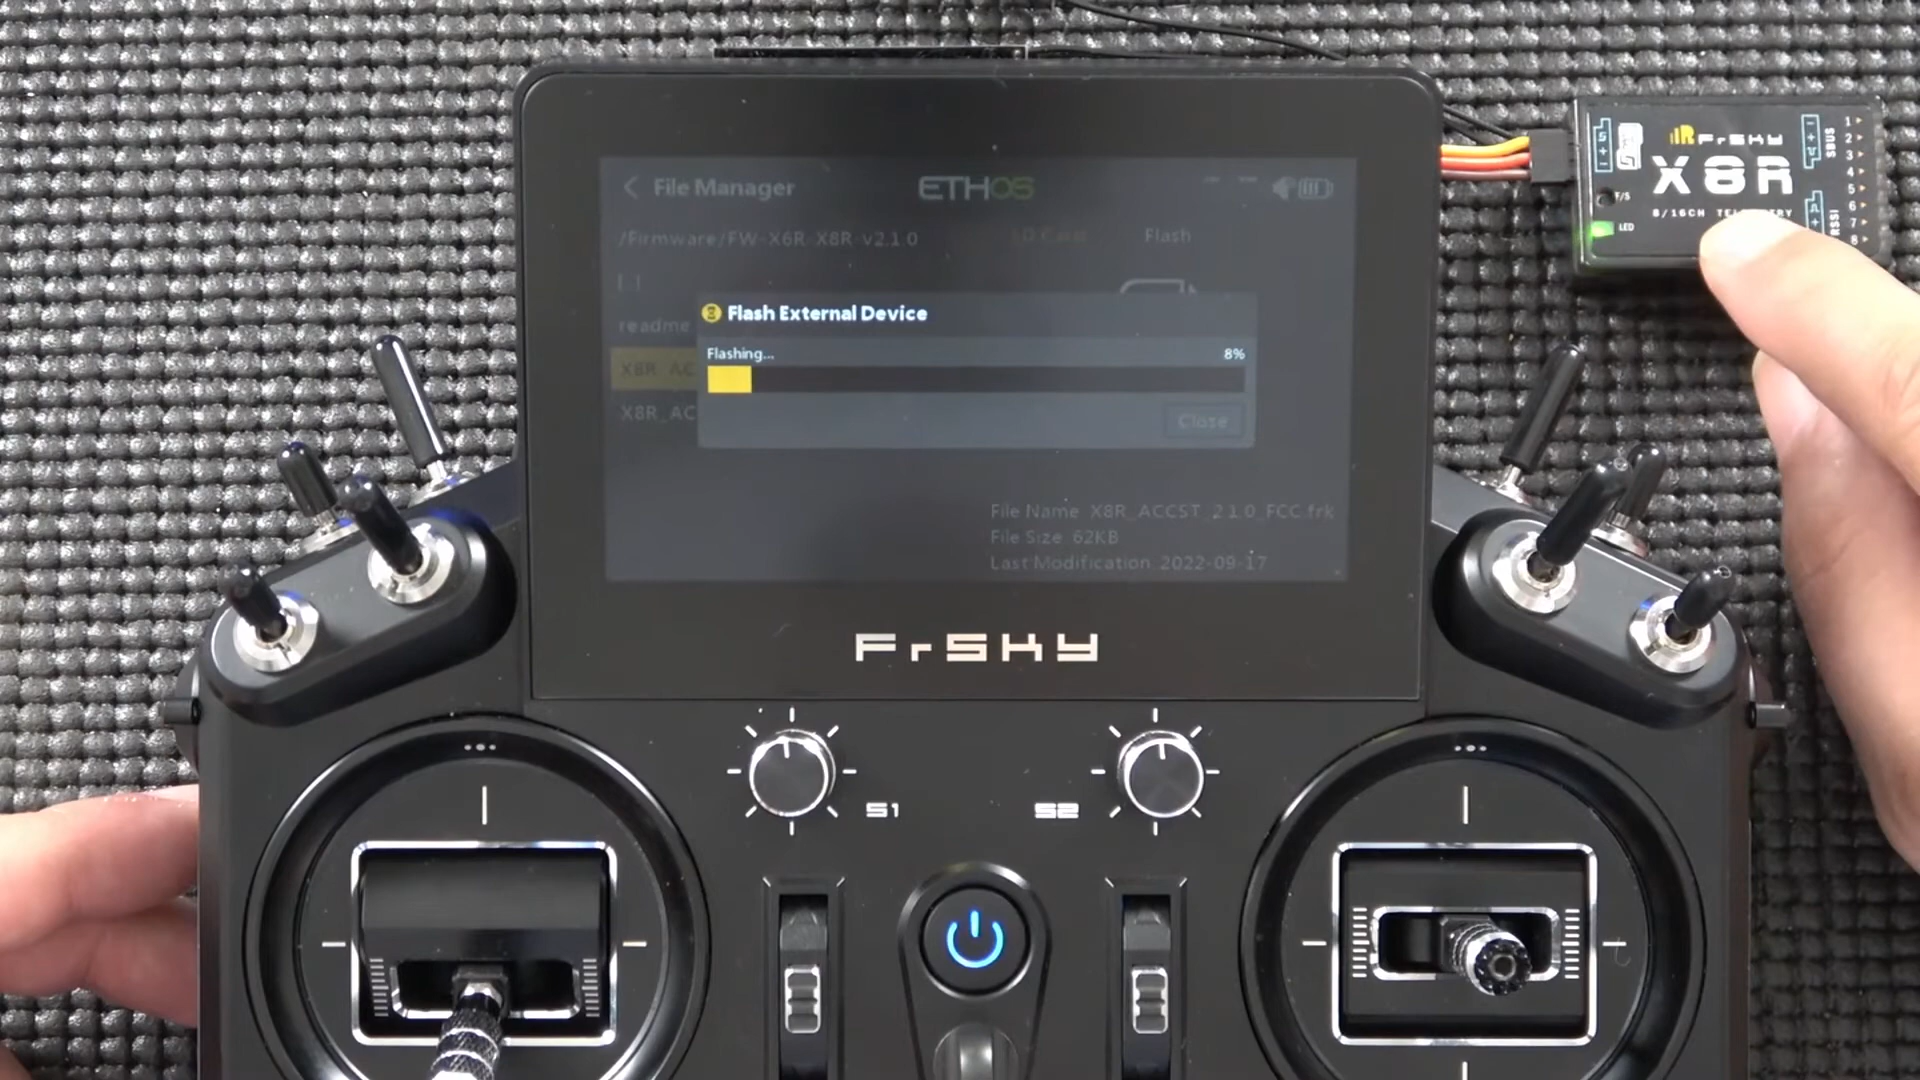 File Manager
ETHOS
/Firmware/FW-X6R-X8R-v2.1.0
Flash
readme
Flash External Device
Flashing...
8%
X8R_AC
X8R_AC
Close
File Name X8R_ACCST_2.1.0_FCC.frk
File Size 62KB
Last Modification 2022-09-17
FrSKY
S1
S2
FrSKY
X8R
8/16CH
LED
SBUS
RSSI
1
2
3
4
5
6
7
8